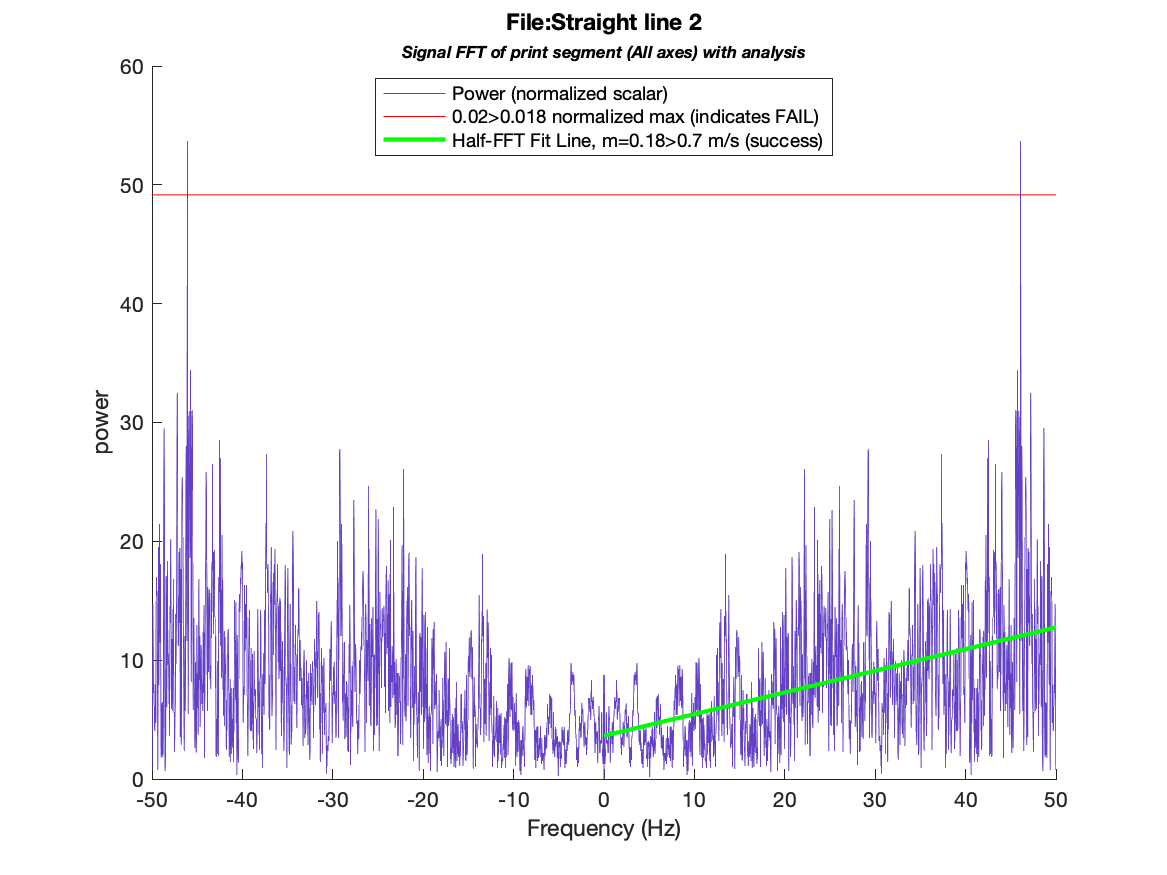 File:Straight line 2
Signal FFT of print segment (All axes) with analysis
60
Power (normalized scalar)
0.02>0.018 normalized max (indicates FAIL)
Half-FFT Fit Line, m=0.18>0.7 m/s (success)
50
40
power
30
20
10
0
-50 -40 -30 -20 -10 0 10 20 30 40 50
Frequency (Hz)